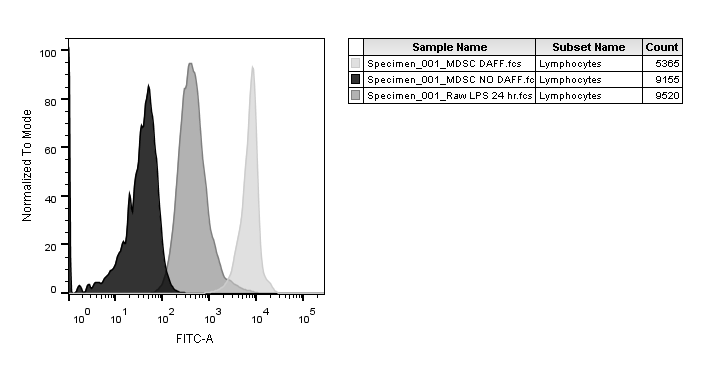 Sample Name Subset Name Count
Specimen_001_MDSC DAFF.fcs Lymphocytes 5365
Specimen_001_MDSC NO DAFF.fc Lymphocytes 9155
Specimen_001_Raw LPS 24 hr.fcs Lymphocytes 9520
100
80
60
40
20
0
Normalized To Mode
10^0 10^1 10^2 10^3 10^4 10^5
FITC-A